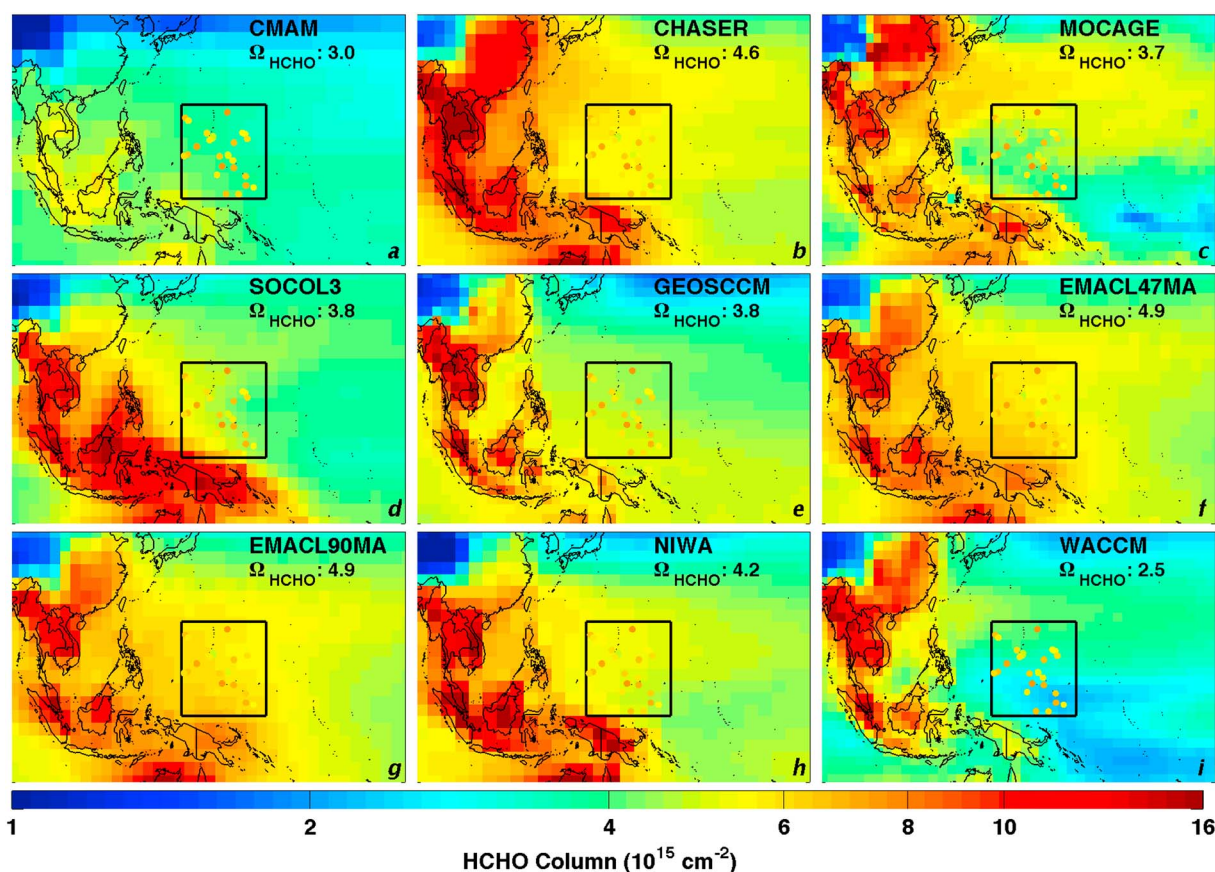 CMAM
Ω HCHO: 3.0
a
CHASER
Ω HCHO: 4.6
b
MOCAGE
Ω HCHO: 3.7
c
SOCOL3
Ω HCHO: 3.8
d
GEOSCCM
Ω HCHO: 3.8
e
EMACL47MA
Ω HCHO: 4.9
f
EMACL90MA
Ω HCHO: 4.9
g
NIWA
Ω HCHO: 4.2
h
WACCM
Ω HCHO: 2.5
i
1 2 4 6 8 10 16
HCHO Column (10^15 cm^-2)